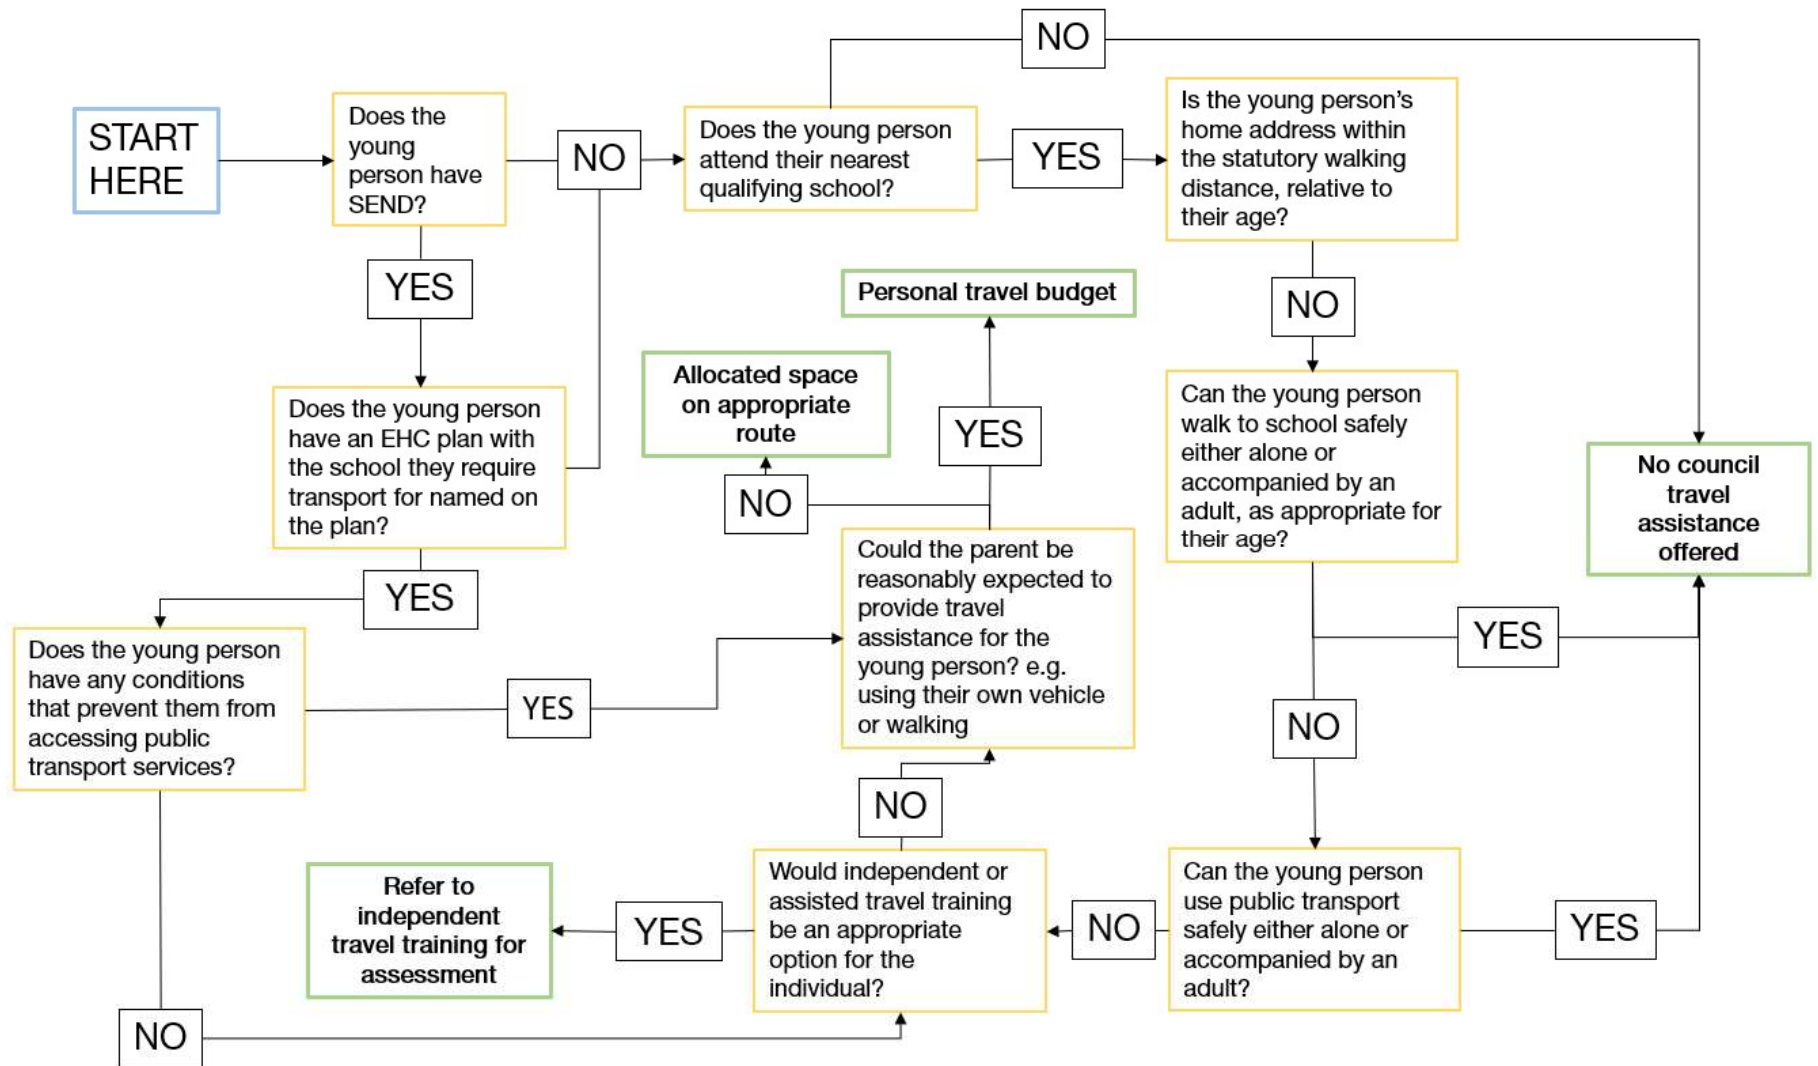 START
HERE
Does the
young
person have
SEND?
NO
Does the young person
attend their nearest
qualifying school?
NO
YES
Is the young person's
home address within
the statutory walking
distance, relative to
their age?
YES
NO
Does the young person
have an EHC plan with
the school they require
transport for named on
the plan?
YES
Does the young person
have any conditions
that prevent them from
accessing public
transport services?
YES
NO
Personal travel budget
YES
Allocated space
on appropriate
route
NO
Could the parent be
reasonably expected to
provide travel
assistance for the
young person? e.g.
using their own vehicle
or walking
NO
Would independent or
assisted travel training
be an appropriate
option for the
individual?
YES
Refer to
independent
travel training for
assessment
Can the young person
walk to school safely
either alone or
accompanied by an
adult, as appropriate for
their age?
YES
NO
Can the young person
use public transport
safely either alone or
accompanied by an
adult?
NO
YES
No council
travel
assistance
offered